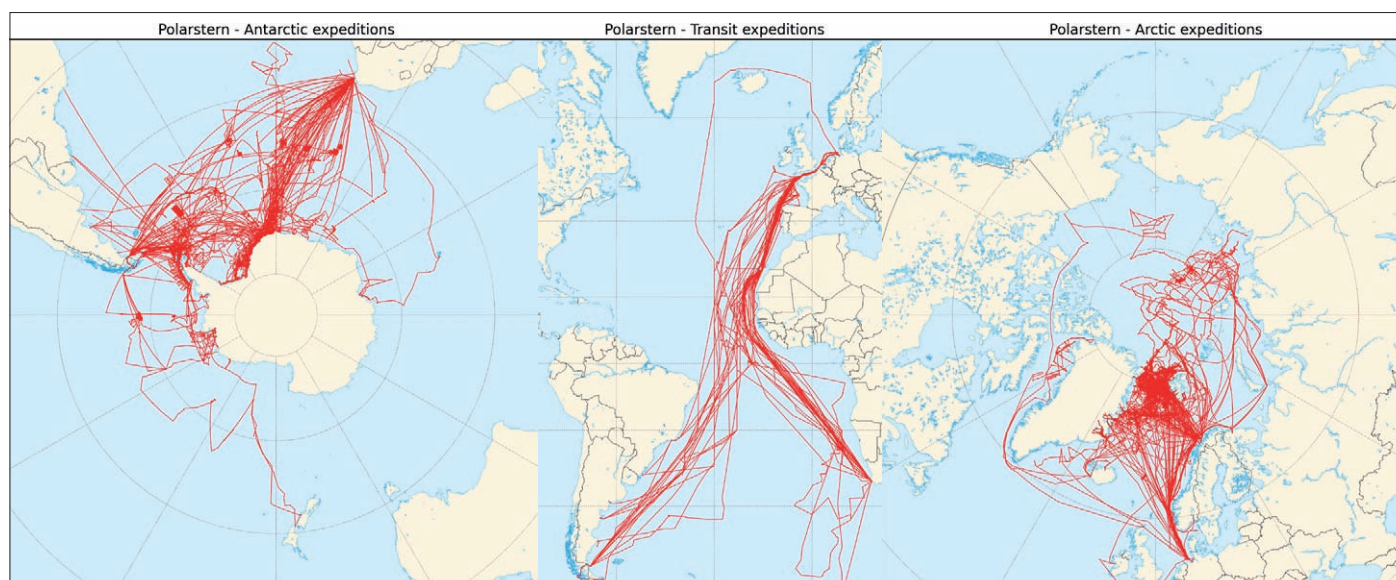 Polarstern - Antarctic expeditions
Polarstern - Transit expeditions
Polarstern - Arctic expeditions